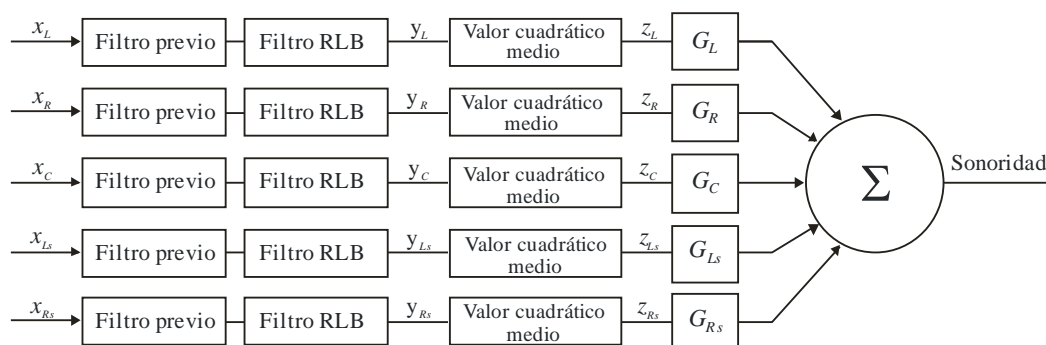 x_L Filtro previo Filtro RLB y_L Valor cuadrático medio z_L G_L
x_R Filtro previo Filtro RLB y_R Valor cuadrático medio z_R G_R
x_C Filtro previo Filtro RLB y_C Valor cuadrático medio z_C G_C
x_Ls Filtro previo Filtro RLB y_Ls Valor cuadrático medio z_Ls G_Ls
x_Rs Filtro previo Filtro RLB y_Rs Valor cuadrático medio z_Rs G_Rs
Σ
Sonoridad